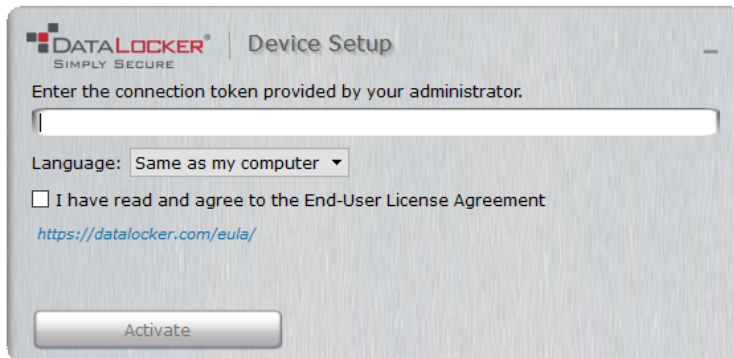 DATALOCKER® Device Setup
SIMPLY SECURE
Enter the connection token provided by your administrator.
Language: Same as my computer
I have read and agree to the End-User License Agreement
https://datalocker.com/eula/
Activate